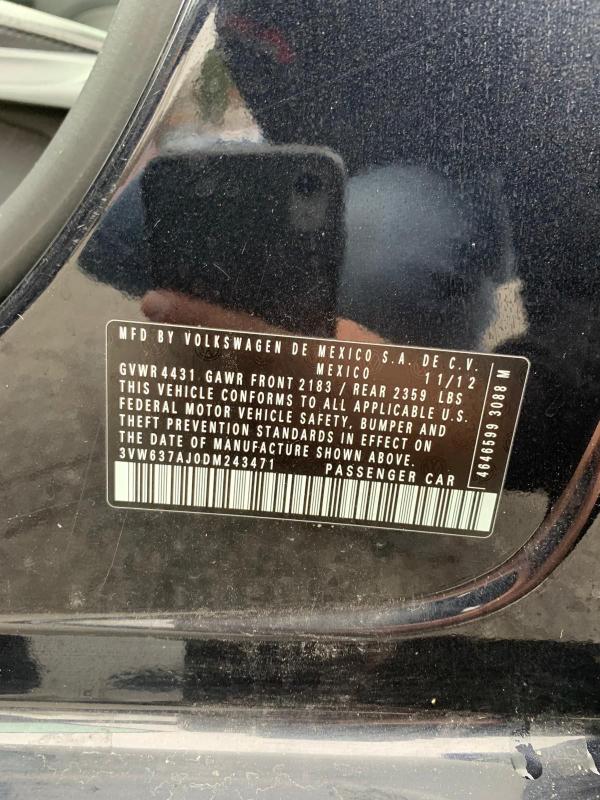 MFD BY VOLKSWAGEN DE MEXICO S.A. DE C.V.
MEXICO 11/12
GVWR 4431 GAWR FRONT 2183 / REAR 2359 LBS
THIS VEHICLE CONFORMS TO ALL APPLICABLE U.S.
FEDERAL MOTOR VEHICLE SAFETY, BUMPER AND
THEFT PREVENTION STANDARDS IN EFFECT ON
THE DATE OF MANUFACTURE SHOWN ABOVE.
3VW637AJ0DM243471 PASSENGER CAR
4646599 3088 M